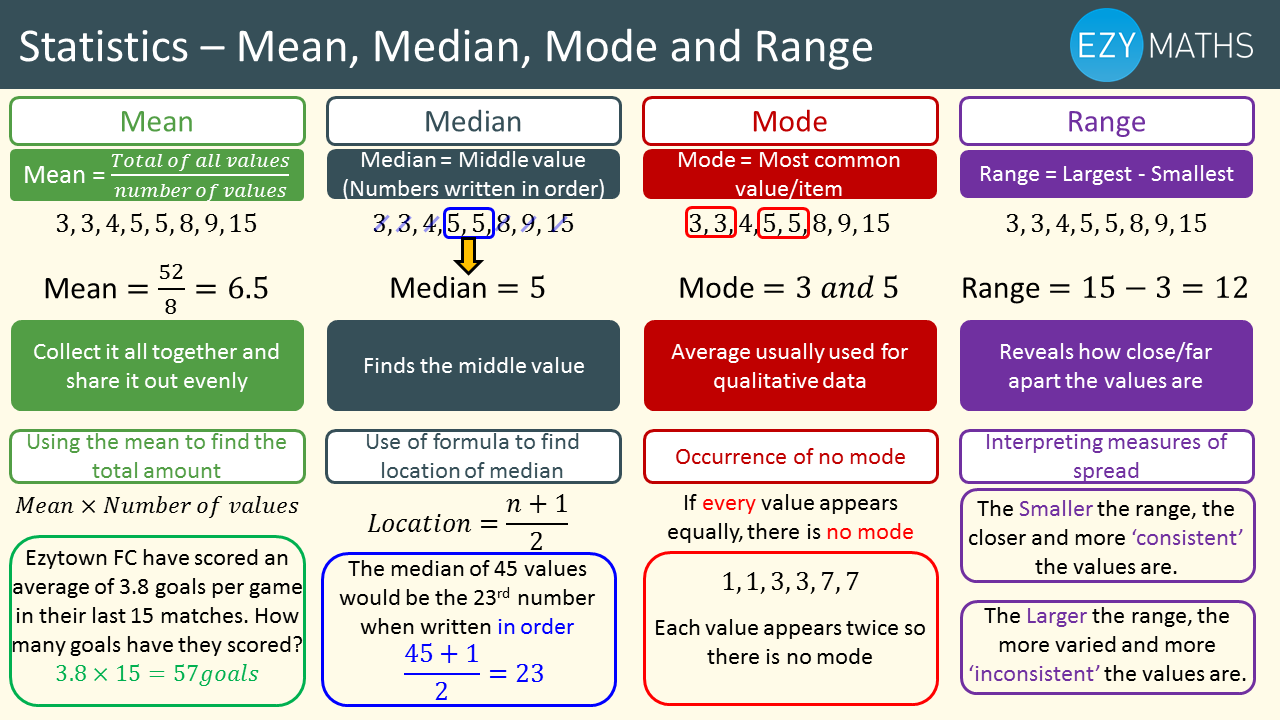 Statistics – Mean, Median, Mode and Range
EZY MATHS
Mean
Mean = Total of all values / number of values
3, 3, 4, 5, 5, 8, 9, 15
Mean = 52/8 = 6.5
Collect it all together and
share it out evenly
Using the mean to find the
total amount
Mean × Number of values
Ezytown FC have scored an
average of 3.8 goals per game
in their last 15 matches. How
many goals have they scored?
3.8 × 15 = 57goals
Median
Median = Middle value
(Numbers written in order)
3, 3, 4, 5, 5, 8, 9, 15
Median = 5
Finds the middle value
Use of formula to find
location of median
Location = n + 1 / 2
The median of 45 values
would be the 23rd number
when written in order
45 + 1 / 2 = 23
Mode
Mode = Most common
value/item
3, 3, 4, 5, 5, 8, 9, 15
Mode = 3 and 5
Average usually used for
qualitative data
Occurrence of no mode
If every value appears
equally, there is no mode
1, 1, 3, 3, 7, 7
Each value appears twice so
there is no mode
Range
Range = Largest - Smallest
3, 3, 4, 5, 5, 8, 9, 15
Range = 15 − 3 = 12
Reveals how close/far
apart the values are
Interpreting measures of
spread
The Smaller the range, the
closer and more ‘consistent’
the values are.
The Larger the range, the
more varied and more
‘inconsistent’ the values are.